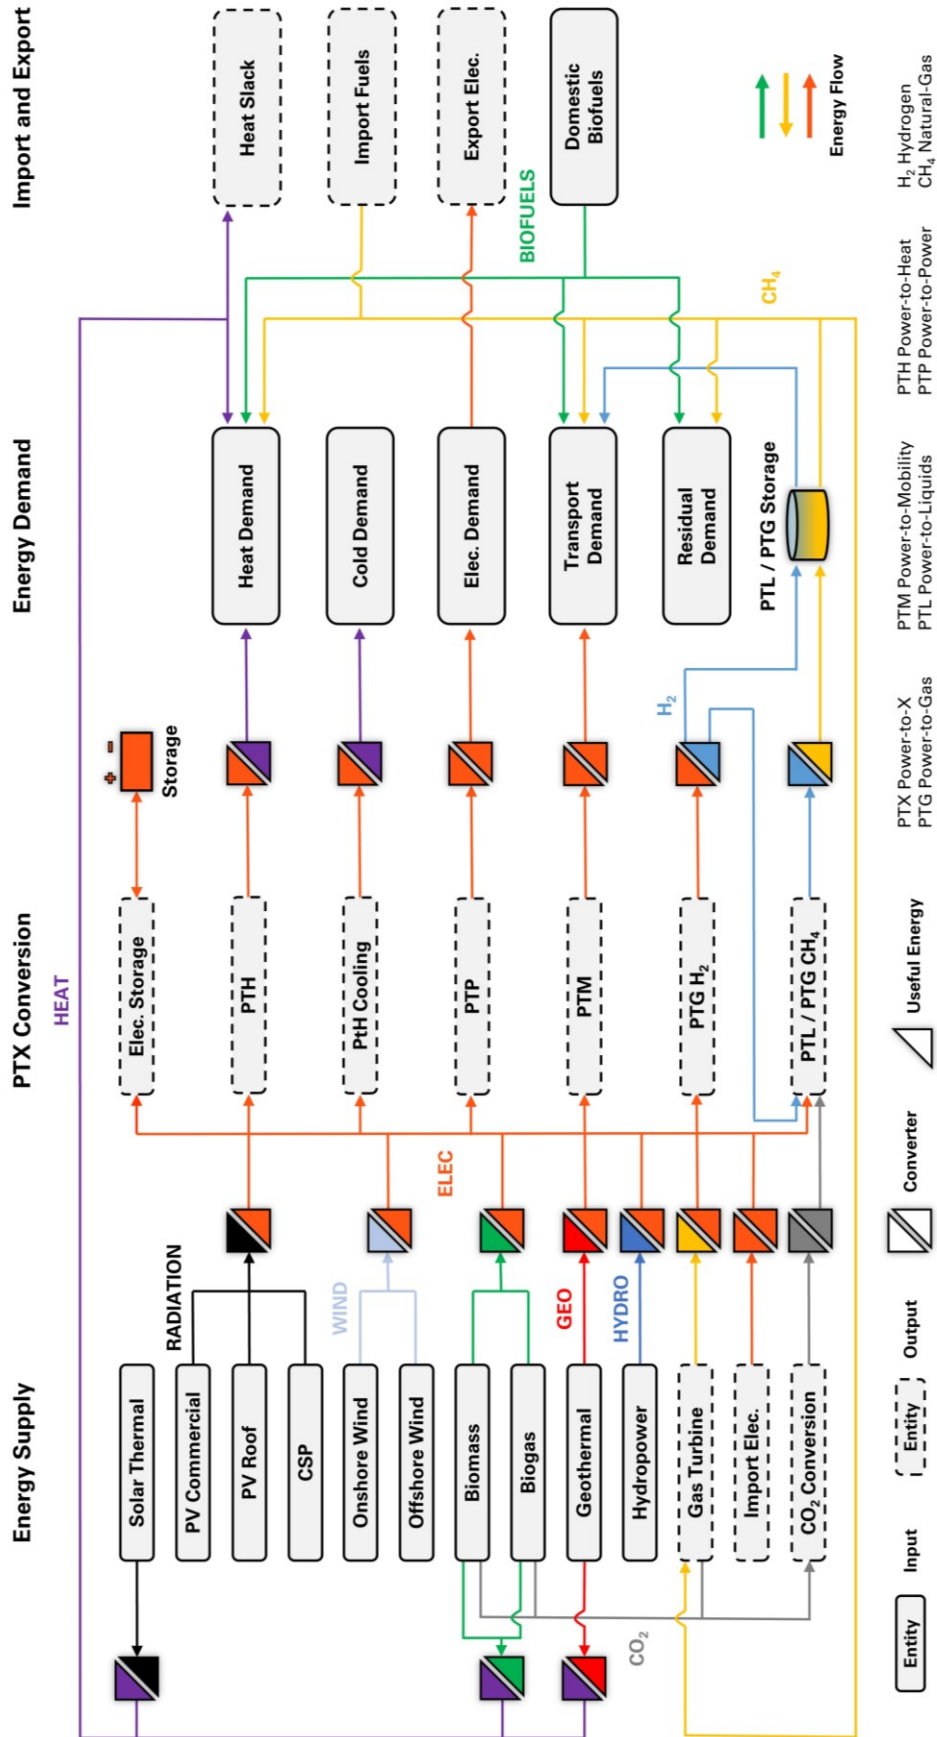 Energy Supply
PTX Conversion
Energy Demand
Import and Export
HEAT
Solar Thermal
PV Commercial
PV Roof
CSP
Onshore Wind
Offshore Wind
Biomass
Biogas
Geothermal
Hydropower
Gas Turbine
Import Elec.
CO₂ Conversion
CO₂
RADIATION
WIND
GEO
HYDRO
ELEC
Elec. Storage
PTH
PtH Cooling
PTP
PTM
PTG H₂
PTL / PTG CH₄
+ -
Storage
H₂
Heat Demand
Cold Demand
Elec. Demand
Transport
Demand
Residual
Demand
PTL / PTG Storage
Heat Slack
Import Fuels
Export Elec.
Domestic
Biofuels
BIOFUELS
CH₄
Energy Flow
Entity
Input
Entity
Output
Converter
Useful Energy
PTX Power-to-X
PTG Power-to-Gas
PTM Power-to-Mobility
PTL Power-to-Liquids
PTH Power-to-Heat
PTP Power-to-Power
H₂ Hydrogen
CH₄ Natural-Gas